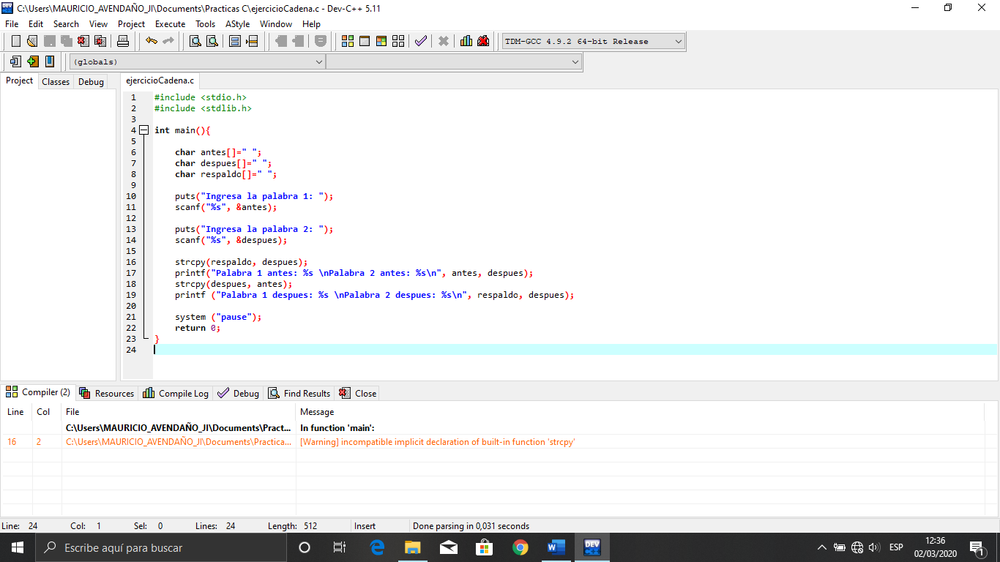 C:\Users\MAURICIO_AVENDAÑO_JI\Documents\Practicas C\ejercicioCadena.c - Dev-C++ 5.11
File Edit Search View Project Execute Tools AStyle Window Help
TDM-GCC 4.9.2 64-bit Release
(globals)
Project Classes Debug
ejercicioCadena.c
1 #include <stdio.h>
2 #include <stdlib.h>
3
4 int main(){
5
6 char antes[]=" ";
7 char despues[]=" ";
8 char respaldo[]=" ";
9
10 puts("Ingresa la palabra 1: ");
11 scanf("%s", &antes);
12
13 puts("Ingresa la palabra 2: ");
14 scanf("%s", &despues);
15
16 strcpy(respaldo, despues);
17 printf("Palabra 1 antes: %s \nPalabra 2 antes: %s\n", antes, despues);
18 strcpy(despues, antes);
19 printf ("Palabra 1 despues: %s \nPalabra 2 despues: %s\n", respaldo, despues);
20
21 system ("pause");
22 return 0;
23 }
24
Compiler (2) Resources Compile Log Debug Find Results Close
Line Col File Message
C:\Users\MAURICIO_AVENDAÑO_JI\Documents\Pract... In function 'main':
16 2 C:\Users\MAURICIO_AVENDAÑO_JI\Documents\Practica... [Warning] incompatible implicit declaration of built-in function 'strcpy'
Line: 24 Col: 1 Sel: 0 Lines: 24 Length: 512 Insert Done parsing in 0,031 seconds
Escribe aquí para buscar
ESP
12:36
02/03/2020
1